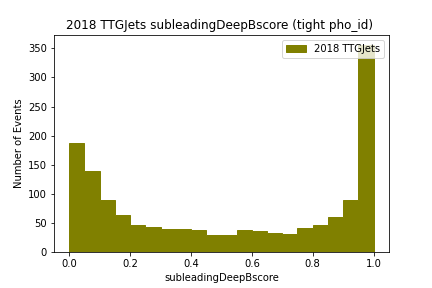 2018 TTGJets subleadingDeepBscore (tight pho_id)
2018 TTGJets
350
300
250
200
150
100
50
0
Number of Events
0.0 0.2 0.4 0.6 0.8 1.0
subleadingDeepBscore